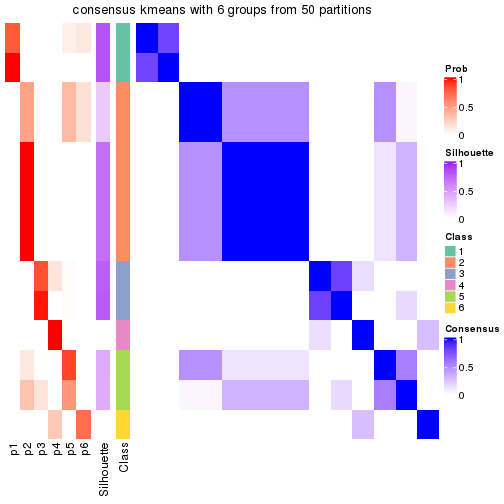 consensus kmeans with 6 groups from 50 partitions
Prob
1
0.5
0
Silhouette
1
0.5
0
Class
1
2
3
4
5
6
Consensus
1
0.5
0
p1
p2
p3
p4
p5
p6
Silhouette
Class